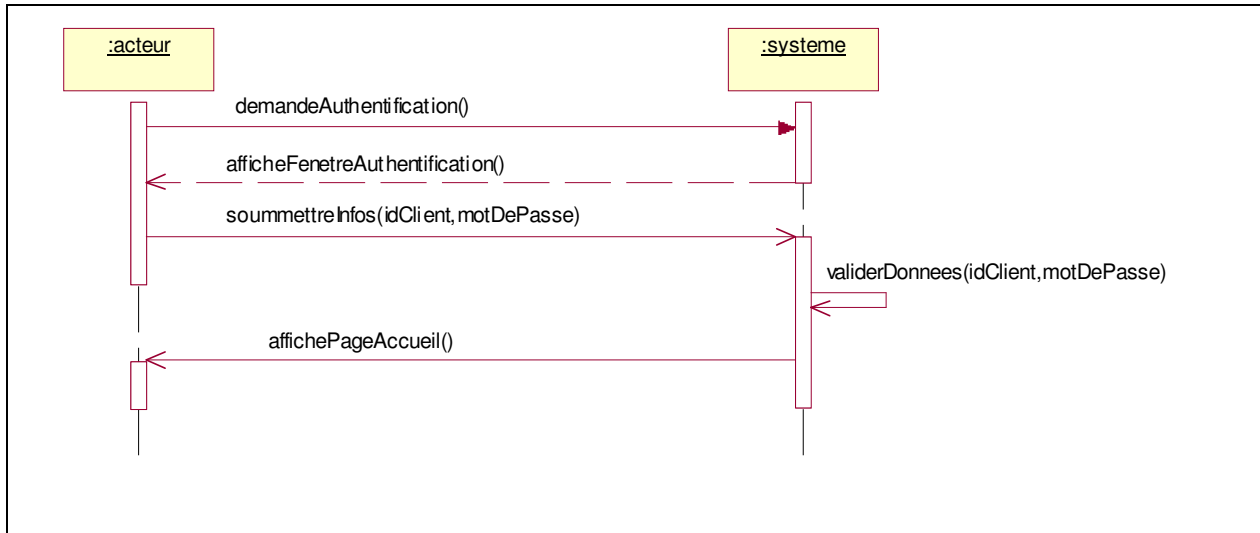 :acteur
:systeme
demandeAuthentification()
afficheFenetreAuthentification()
soummettreInfos(idClient,motDePasse)
validerDonnees(idClient,motDePasse)
affichePageAccueil()